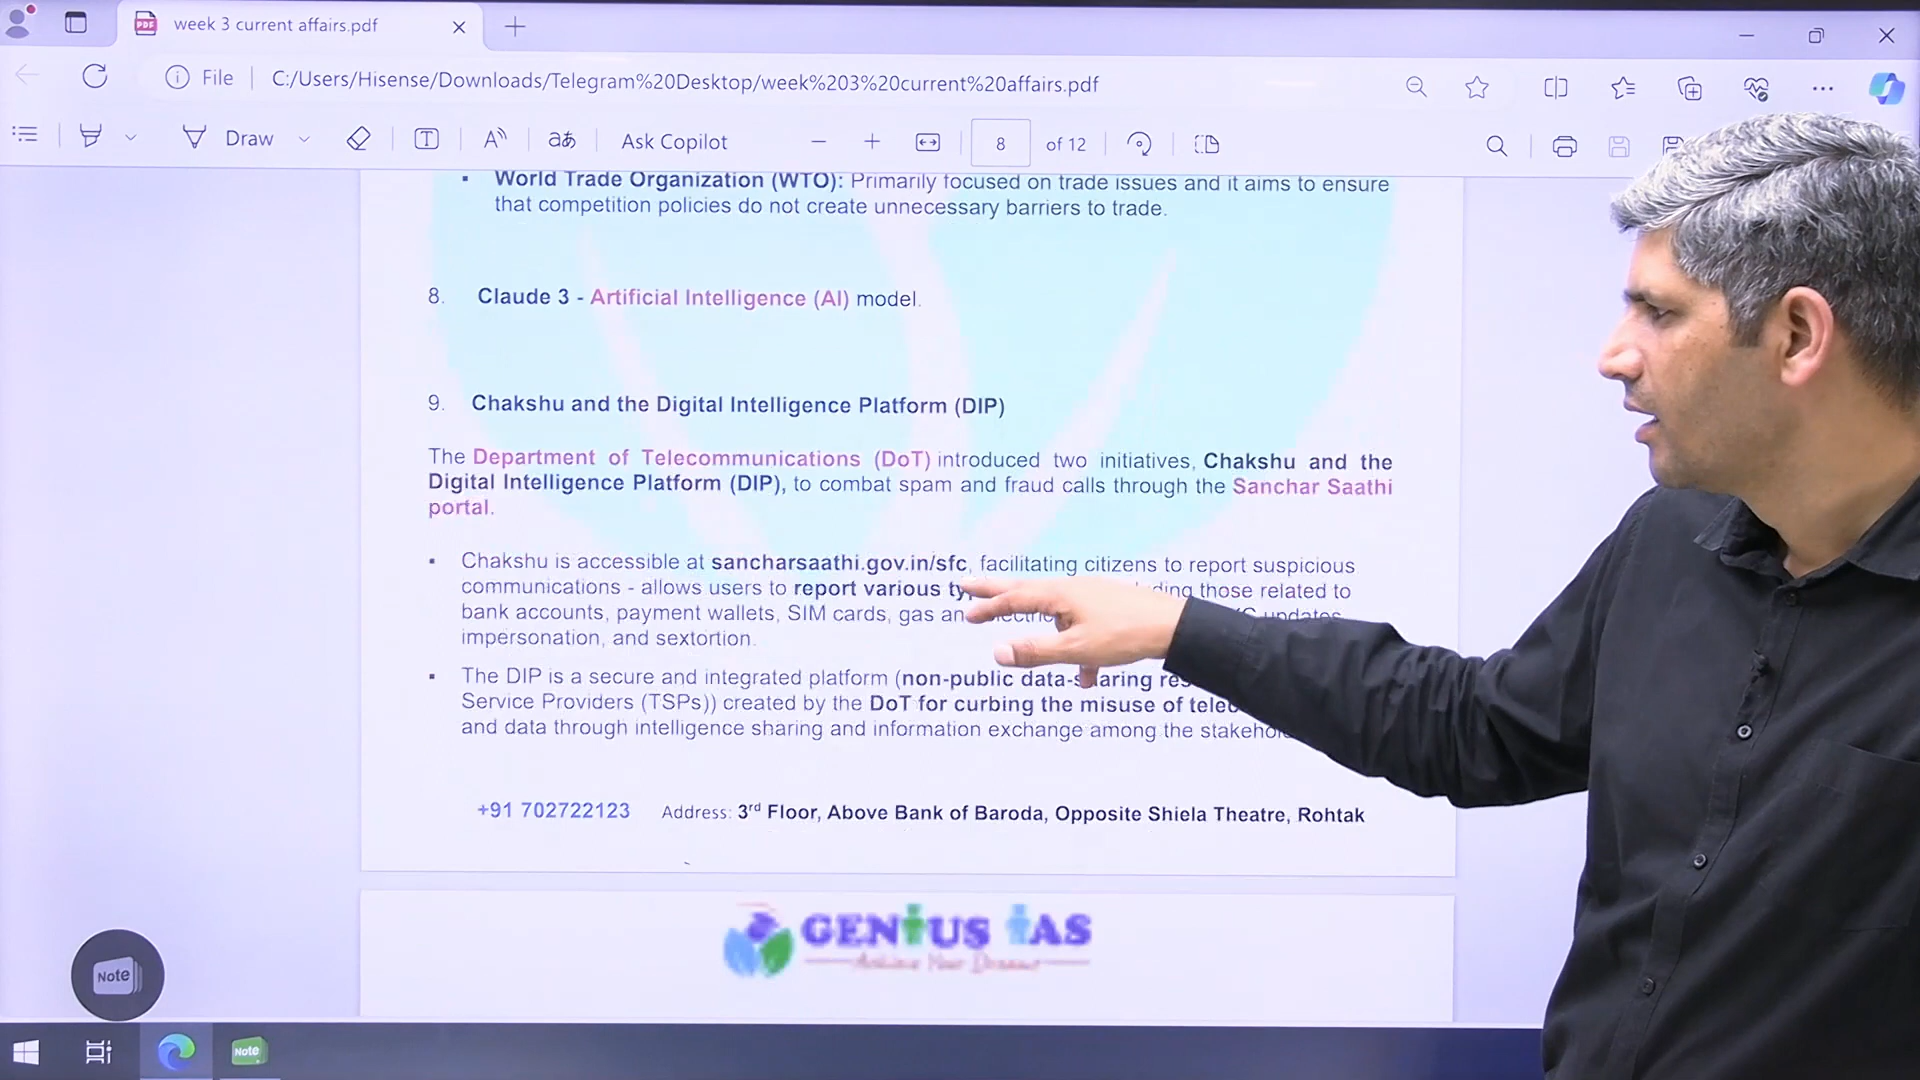 week 3 current affairs.pdf
File
C:/Users/Hisense/Downloads/Telegram%20Desktop/week%203%20current%20affairs.pdf
Draw
Ask Copilot
8 of 12
▪ World Trade Organization (WTO): Primarily focused on trade issues and it aims to ensure
that competition policies do not create unnecessary barriers to trade.
8. Claude 3 - Artificial Intelligence (AI) model.
9. Chakshu and the Digital Intelligence Platform (DIP)
The Department of Telecommunications (DoT) introduced two initiatives, Chakshu and the
Digital Intelligence Platform (DIP), to combat spam and fraud calls through the Sanchar Saathi
portal.
▪ Chakshu is accessible at sancharsaathi.gov.in/sfc, facilitating citizens to report suspicious
communications - allows users to report various those related to
bank accounts, payment wallets, SIM cards, gas updates
impersonation, and sextortion.
▪ The DIP is a secure and integrated platform (non-public data-sharing
Service Providers (TSPs)) created by the DoT for curbing the misuse of
and data through intelligence sharing and information exchange among the
+91 702722123 Address: 3rd Floor, Above Bank of Baroda, Opposite Shiela Theatre, Rohtak
GENIUS IAS
Note
Note